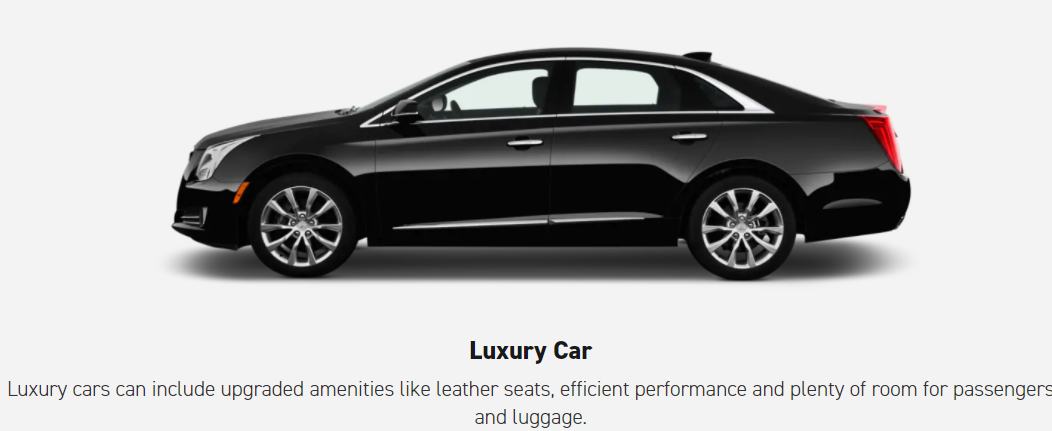 Luxury Car
Luxury cars can include upgraded amenities like leather seats, efficient performance and plenty of room for passengers
and luggage.